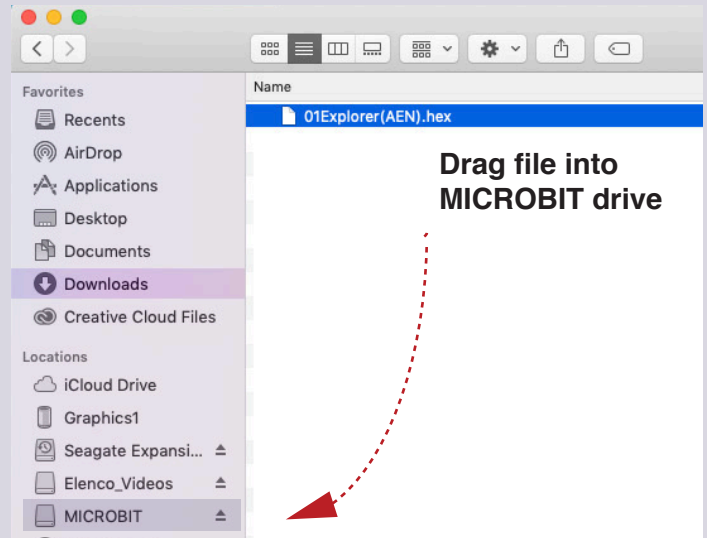 Favorites
Recents
AirDrop
Applications
Desktop
Documents
Downloads
Creative Cloud Files
Locations
iCloud Drive
Graphics1
Seagate Expansi...
Elenco_Videos
MICROBIT
Name
01Explorer(AEN).hex
Drag file into
MICROBIT drive